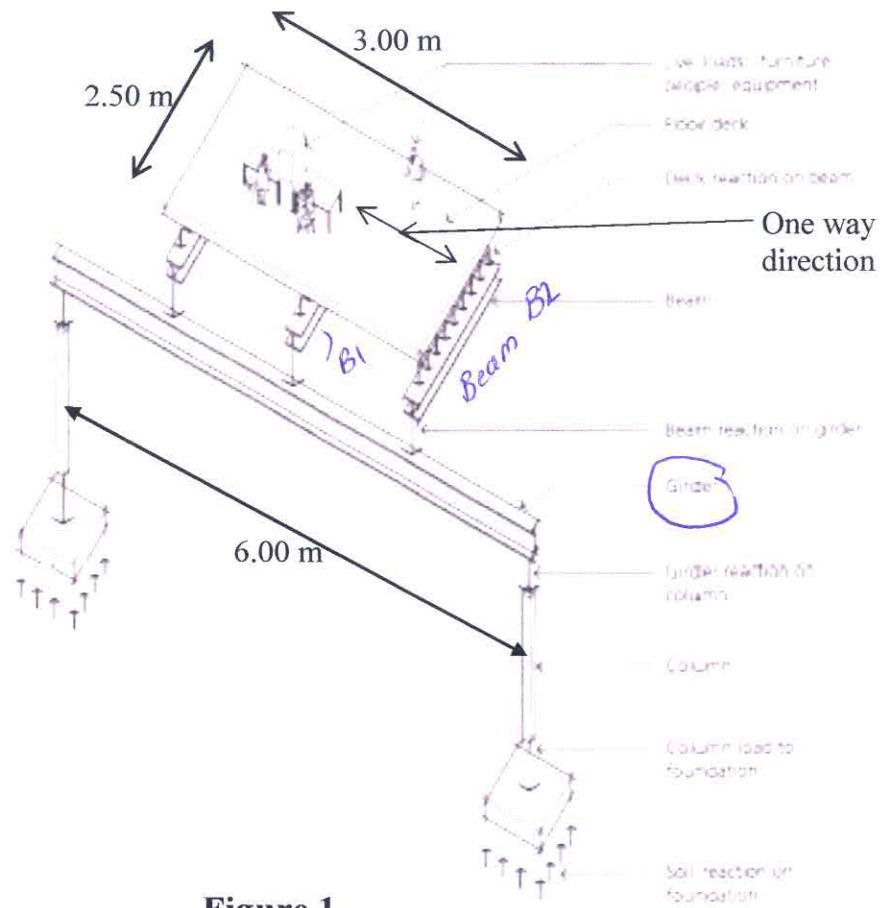 3.00 m
2.50 m
Live loads: furniture
people, equipment
Floor deck
Deck reaction on beam
One way
direction
Beam
B1
Beam B2
Beam reaction on girder
Girder
6.00 m
Girder reaction on
column
Column
Column load to
foundation
Soil reaction on
foundation
Figure 1